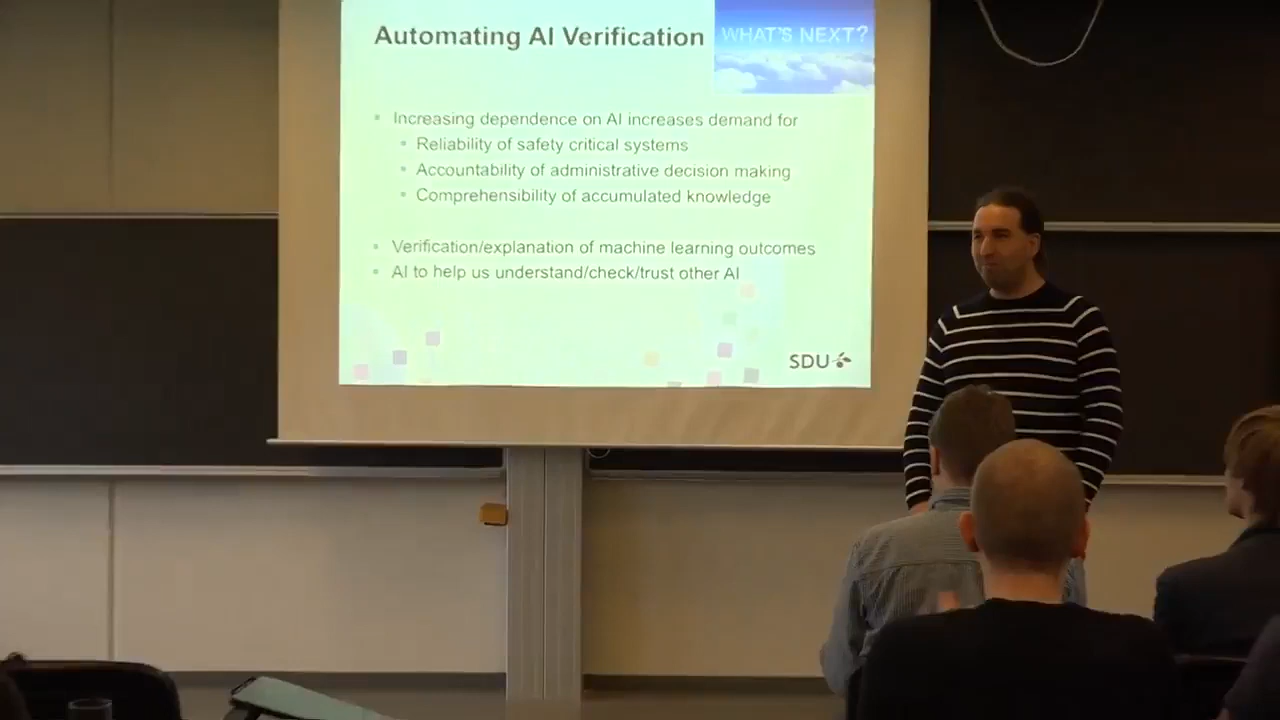 Automating AI Verification
WHAT'S NEXT?
Increasing dependence on AI increases demand for
Reliability of safety critical systems
Accountability of administrative decision making
Comprehensibility of accumulated knowledge
Verification/explanation of machine learning outcomes
AI to help us understand/check/trust other AI
SDU